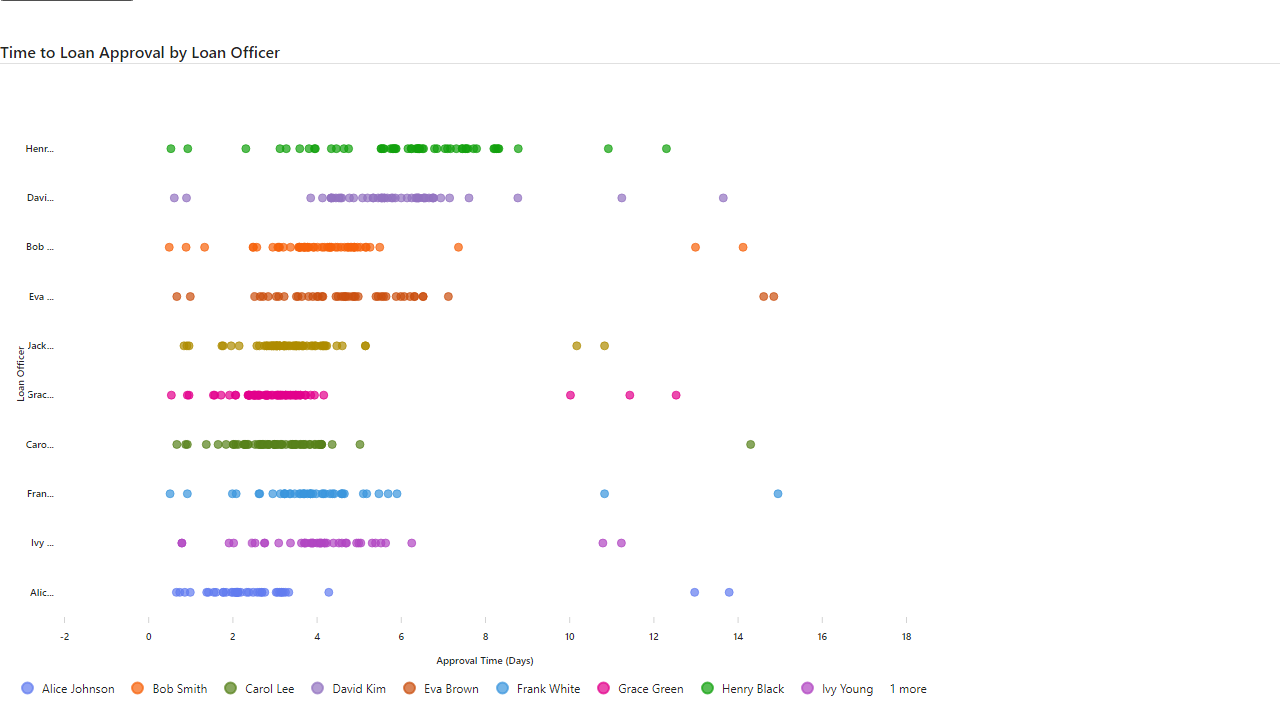 Time to Loan Approval by Loan Officer
Henr...
Davi...
Bob ...
Eva ...
Jack...
Loan Officer
Grac...
Caro...
Fran...
Ivy ...
Alic...
-2 0 2 4 6 8 10 12 14 16 18
Approval Time (Days)
Alice Johnson Bob Smith Carol Lee David Kim Eva Brown Frank White Grace Green Henry Black Ivy Young 1 more